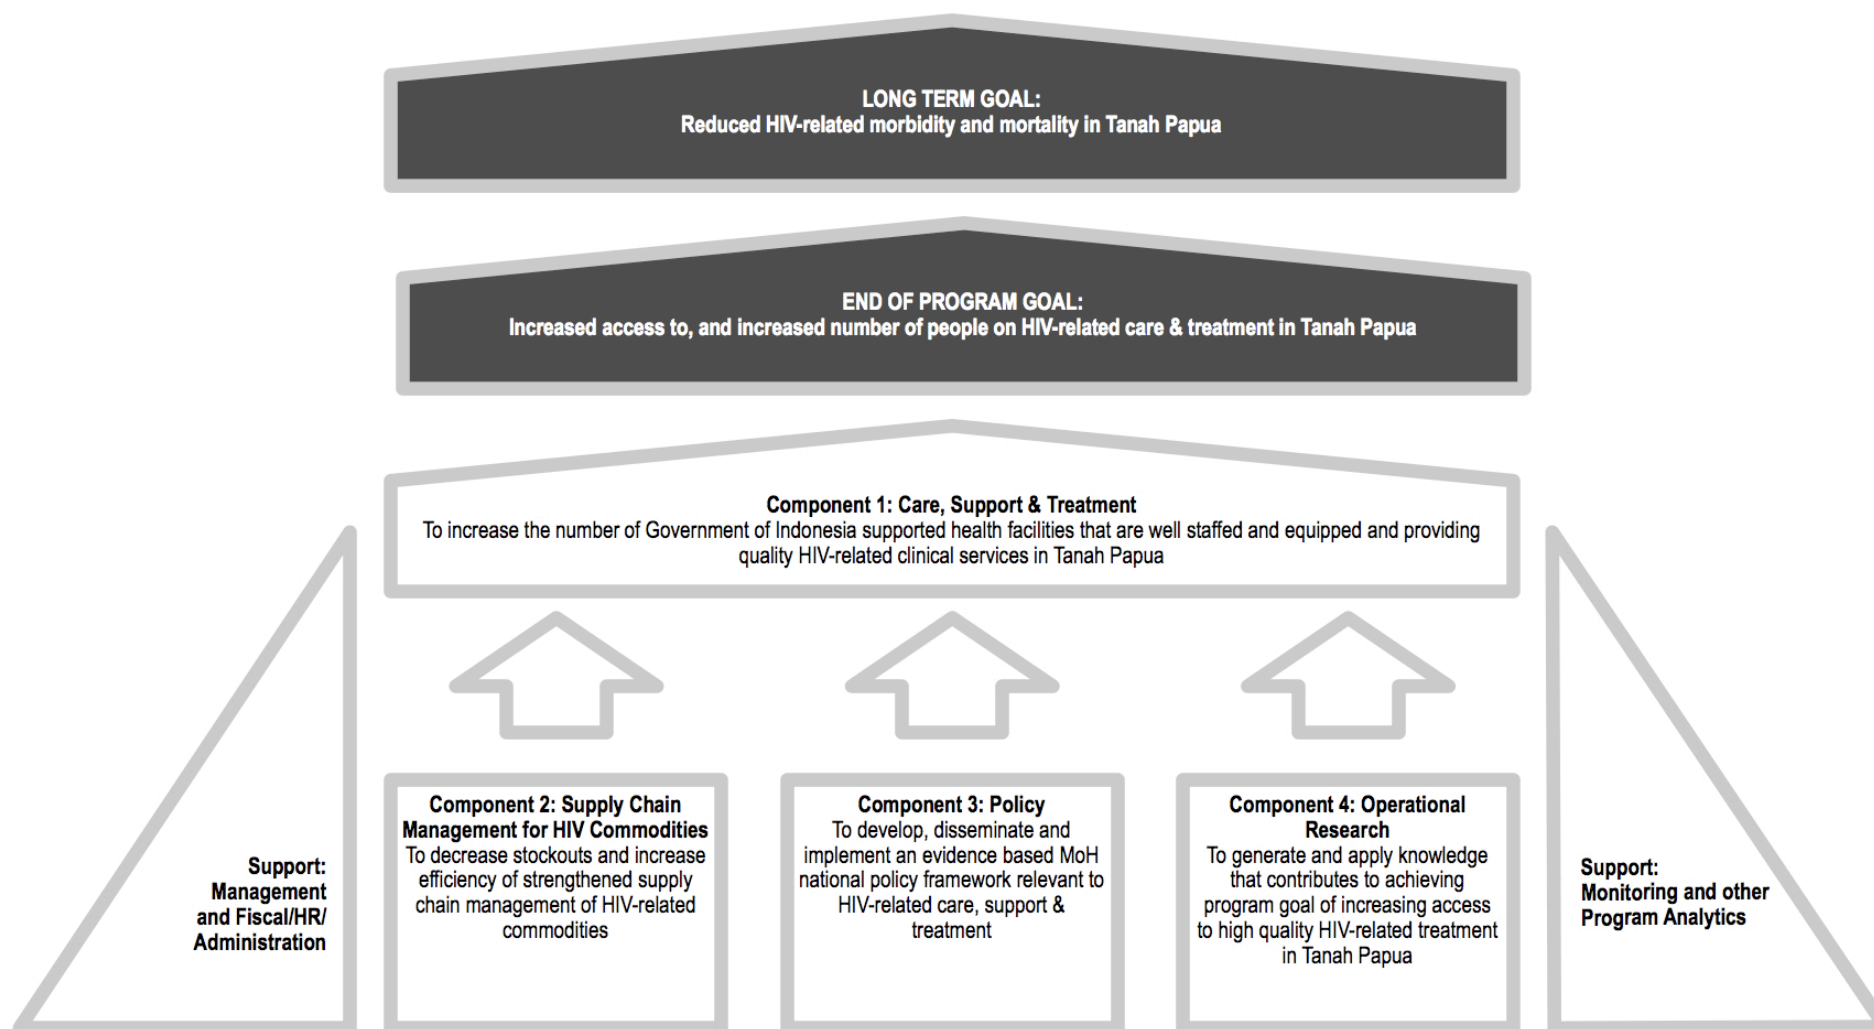 LONG TERM GOAL:
Reduced HIV-related morbidity and mortality in Tanah Papua
END OF PROGRAM GOAL:
Increased access to, and increased number of people on HIV-related care & treatment in Tanah Papua
Component 1: Care, Support & Treatment
To increase the number of Government of Indonesia supported health facilities that are well staffed and equipped and providing
quality HIV-related clinical services in Tanah Papua
Support:
Management
and Fiscal/HR/
Administration
Component 2: Supply Chain
Management for HIV Commodities
To decrease stockouts and increase
efficiency of strengthened supply
chain management of HIV-related
commodities
Component 3: Policy
To develop, disseminate and
implement an evidence based MoH
national policy framework relevant to
HIV-related care, support &
treatment
Component 4: Operational
Research
To generate and apply knowledge
that contributes to achieving
program goal of increasing access
to high quality HIV-related treatment
in Tanah Papua
Support:
Monitoring and other
Program Analytics